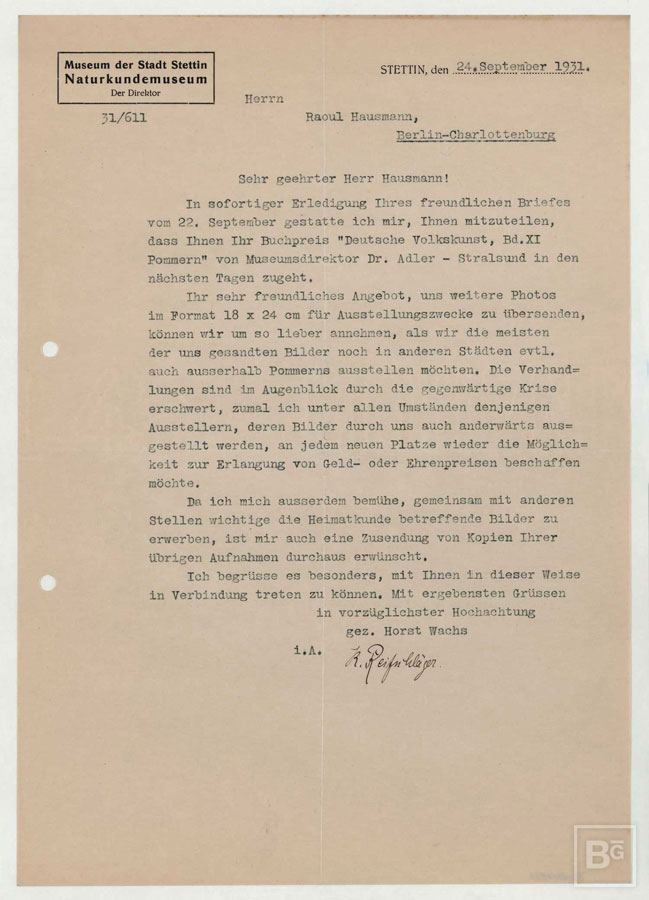 Museum der Stadt Stettin
Naturkundemuseum
Der Direktor
STETTIN, den 24.September 1931.
31/611
Herrn
Raoul Hausmann,
Berlin-Charlottenburg
Sehr geehrter Herr Hausmann!
In sofortiger Erledigung Ihres freundlichen Briefes
vom 22. September gestatte ich mir, Ihnen mitzuteilen,
dass Ihnen Ihr Buchpreis "Deutsche Volkskunst, Bd.XI
Pommern" von Museumsdirektor Dr. Adler - Stralsund in den
nächsten Tagen zugeht.
Ihr sehr freundliches Angebot, uns weitere Photos
im Format 18 x 24 cm für Ausstellungszwecke zu übersenden,
können wir um so lieber annehmen, als wir die meisten
der uns gesandten Bilder noch in anderen Städten evtl.
auch ausserhalb Pommerns ausstellen möchten. Die Verhand=
lungen sind im Augenblick durch die gegenwärtige Krise
erschwert, zumal ich unter allen Umständen denjenigen
Ausstellern, deren Bilder durch uns auch anderwärts aus=
gestellt werden, an jedem neuen Platze wieder die Möglich=
keit zur Erlangung von Geld- oder Ehrenpreisen beschaffen
möchte.
Da ich mich ausserdem bemühe, gemeinsam mit anderen
Stellen wichtige die Heimatkunde betreffende Bilder zu
erwerben, ist mir auch eine Zusendung von Kopien Ihrer
übrigen Aufnahmen durchaus erwünscht.
Ich begrüsse es besonders, mit Ihnen in dieser Weise
in Verbindung treten zu können. Mit ergebensten Grüssen
in vorzüglichster Hochachtung
gez. Horst Wachs
i.A. K. Reifschläger.
BG